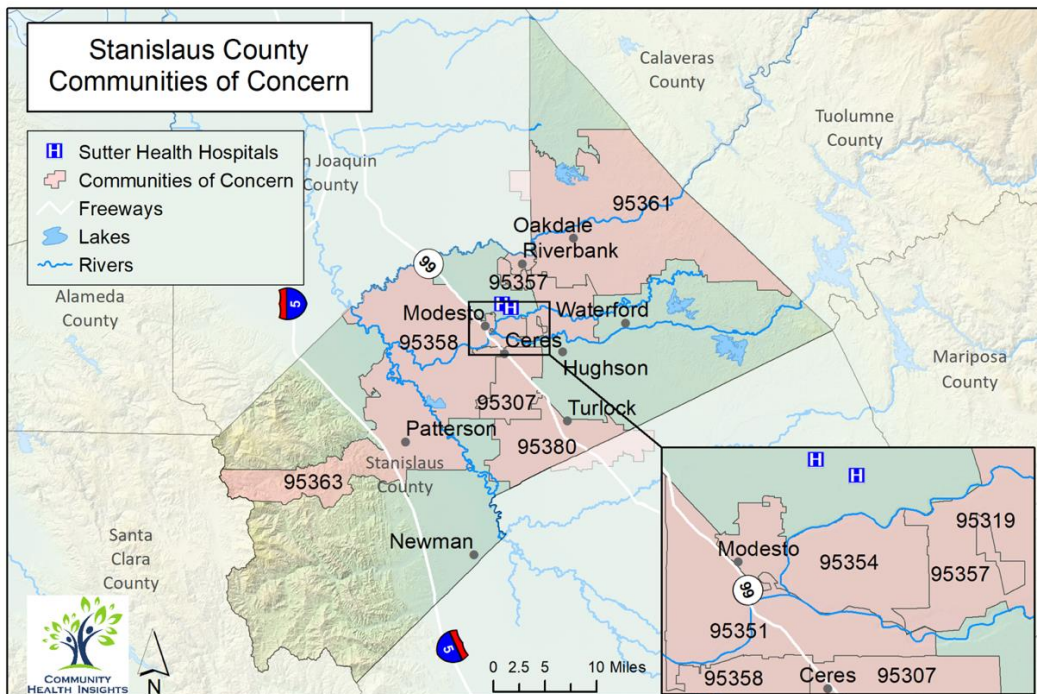 Stanislaus County
Communities of Concern
Sutter Health Hospitals
Communities of Concern
Freeways
Lakes
Rivers
Calaveras
County
Tuolumne
County
n Joaquin
County
95361
Oakdale
Riverbank
99
95357
Alameda
County
5
H
H
Waterford
Modesto
95358
Ceres
Mariposa
County
Hughson
95307
Turlock
Patterson
95380
Stanislaus
County
95363
Santa
Clara
County
Newman
H
H
95319
Modesto
95354
95357
99
95351
95358
Ceres
95307
5
0 2.5 5 10 Miles
N
COMMUNITY
HEALTH INSIGHTS